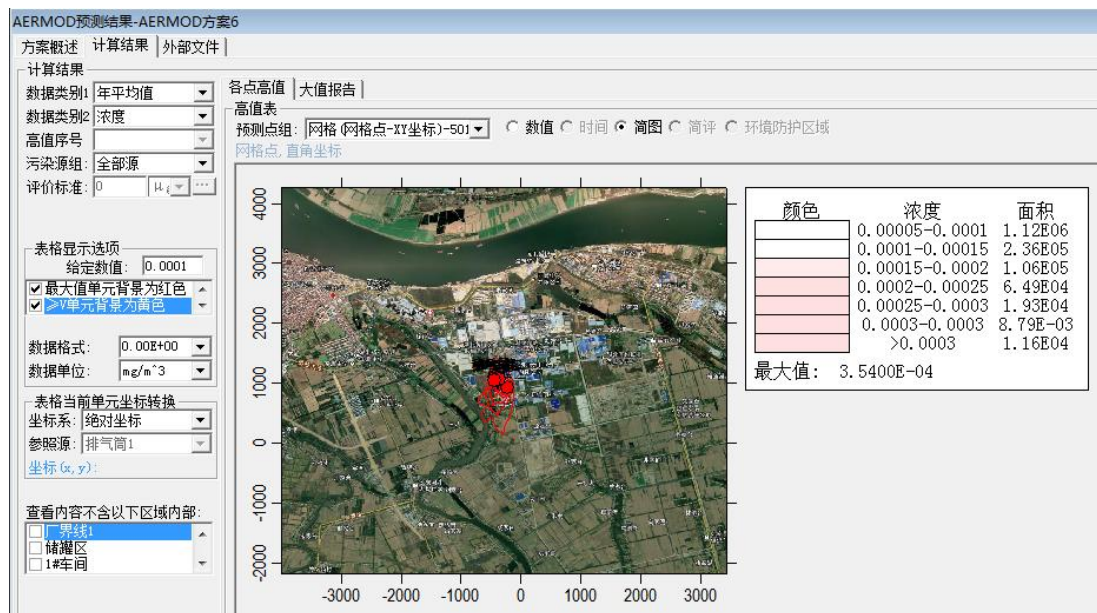 AERMOD预测结果-AERMOD方案6
方案概述 计算结果 外部文件
计算结果
数据类别1 年平均值
数据类别2 浓度
高值序号
污染源组: 全部源
评价标准: 0
表格显示选项
给定数值: 0.0001
最大值单元背景为红色
≥V单元背景为黄色
数据格式: 0.00E+00
数据单位: mg/m^3
表格当前单元坐标转换
坐标系: 绝对坐标
参照源: 排气筒1
坐标(x,y):
查看内容不含以下区域内部:
厂界线1
储罐区
1#车间
各点高值 大值报告
高值表
预测点组: 网格(网格点-XY坐标)-501 数值 时间 简图 简评 环境防护区域
网格点,直角坐标
4000
3000
2000
1000
0
-1000
-2000
-3000 -2000 -1000 0 1000 2000 3000
颜色 浓度 面积
0.00005-0.0001 1.12E06
0.0001-0.00015 2.36E05
0.00015-0.0002 1.06E05
0.0002-0.00025 6.49E04
0.00025-0.0003 1.93E04
0.0003-0.0003 8.79E-03
>0.0003 1.16E04
最大值: 3.5400E-04